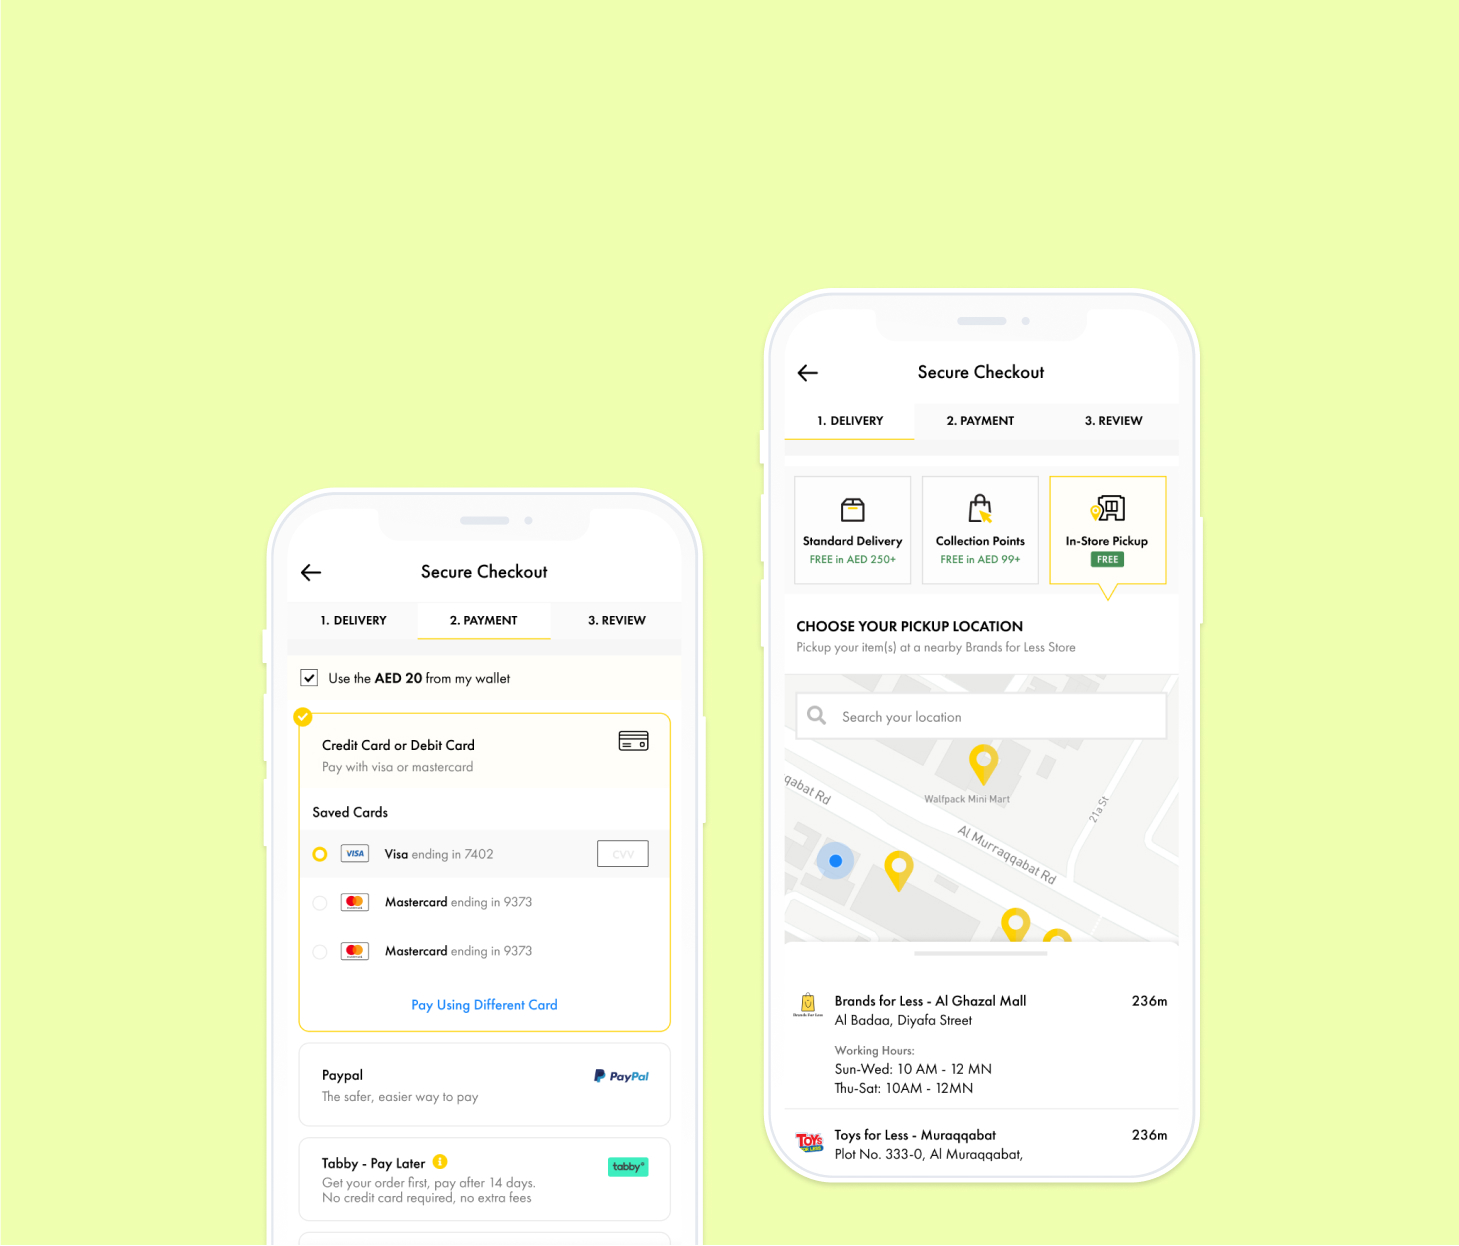 Secure Checkout
1. DELIVERY
2. PAYMENT
3. REVIEW
Use the AED 20 from my wallet
Credit Card or Debit Card
Pay with visa or mastercard
Saved Cards
VISA
Visa ending in 7402
CVV
Mastercard ending in 9373
Mastercard ending in 9373
Pay Using Different Card
Paypal
PayPal
The safer, easier way to pay
Tabby - Pay Later
tabby
Get your order first, pay after 14 days.
No credit card required, no extra fees
Secure Checkout
1. DELIVERY
2. PAYMENT
3. REVIEW
Standard Delivery
FREE in AED 250+
Collection Points
FREE in AED 99+
In-Store Pickup
FREE
CHOOSE YOUR PICKUP LOCATION
Pickup your item(s) at a nearby Brands for Less Store
Search your location
qabat Rd
Walfpack Mini Mart
21a St
Al Murraqqabat Rd
Brands for Less
Brands for Less - Al Ghazal Mall
236m
Al Badaa, Diyafa Street
Working Hours:
Sun-Wed: 10 AM - 12 MN
Thu-Sat: 10AM - 12MN
TOYS
Toys for Less - Muraqqabat
236m
Plot No. 333-0, Al Muraqqabat,